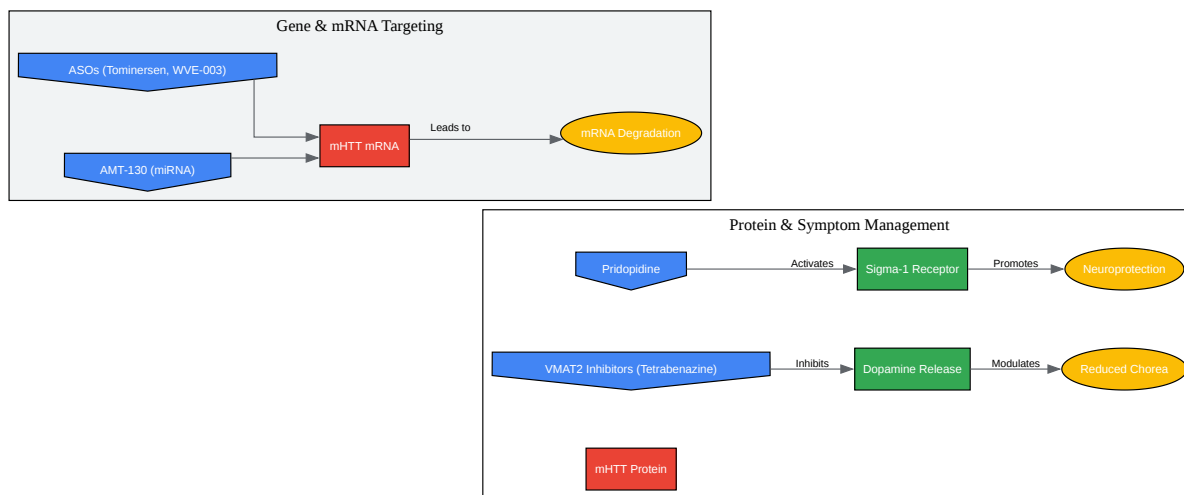 Gene & mRNA Targeting
ASOs (Tominersen, WVE-003)
AMT-130 (miRNA)
mHTT mRNA
Leads to
mRNA Degradation
Protein & Symptom Management
Pridopidine
Activates
Sigma-1 Receptor
Promotes
Neuroprotection
VMAT2 Inhibitors (Tetrabenazine)
Inhibits
Dopamine Release
Modulates
Reduced Chorea
mHTT Protein